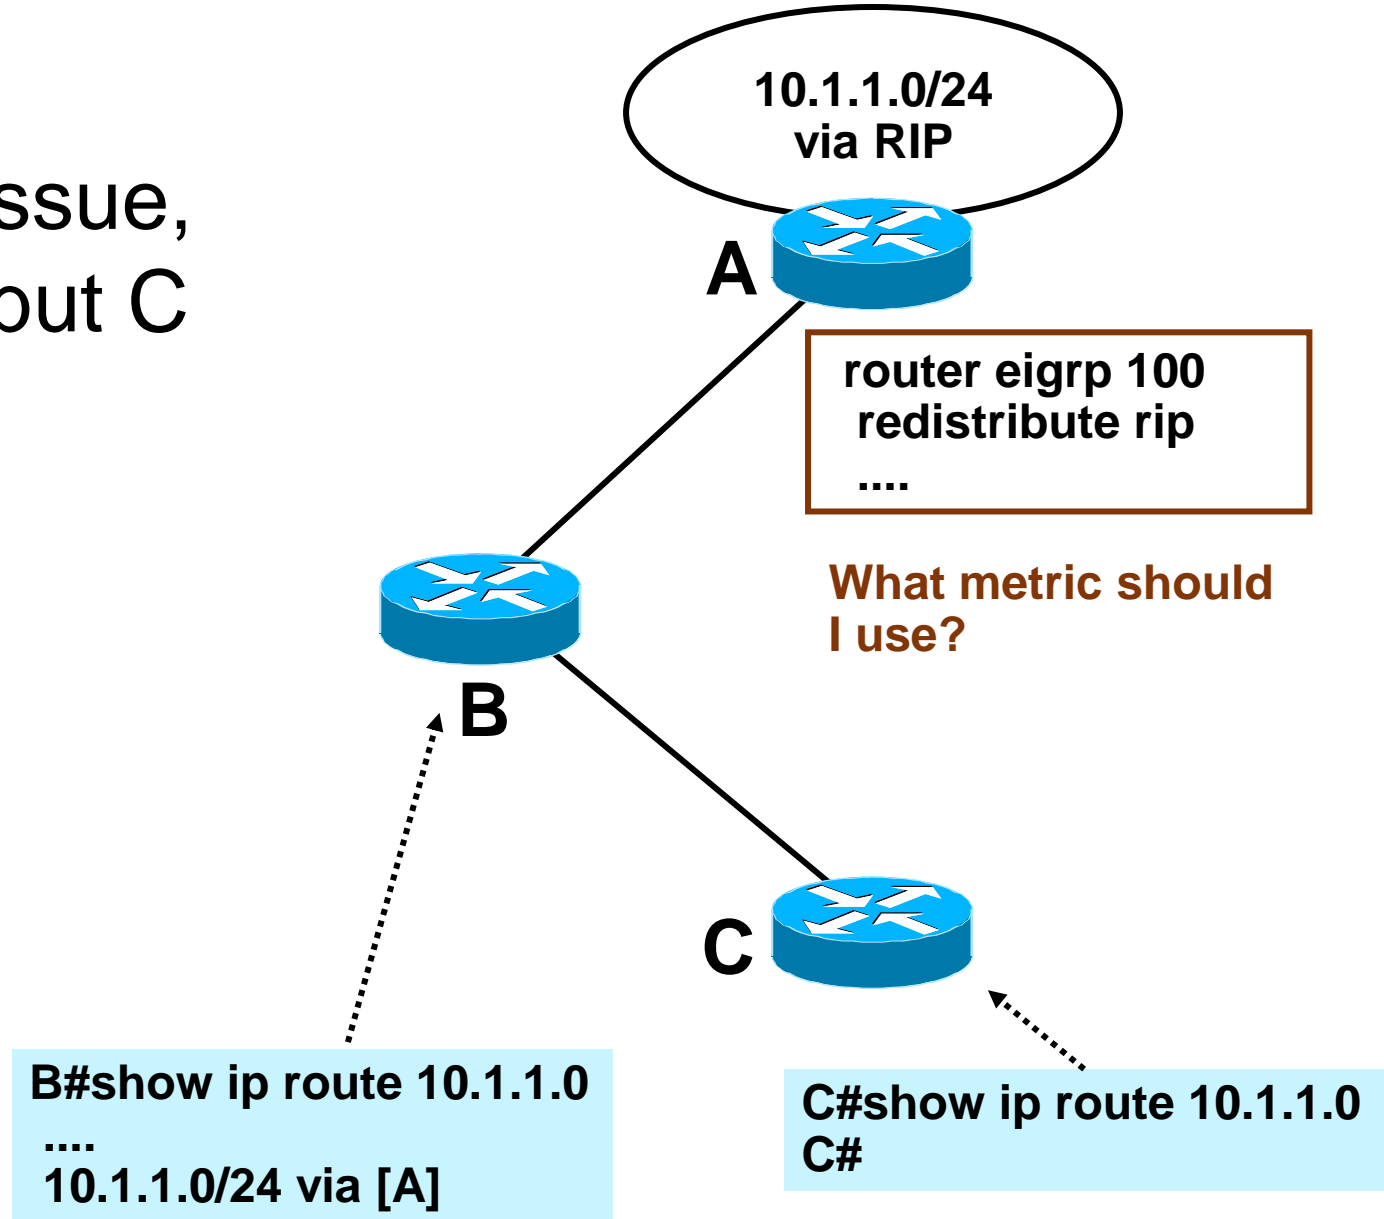 10.1.1.0/24
via RIP
ssue,
out C
A
router eigrp 100
redistribute rip
....
What metric should
I use?
B
C
B#show ip route 10.1.1.0
....
10.1.1.0/24 via [A]
C#show ip route 10.1.1.0
C#